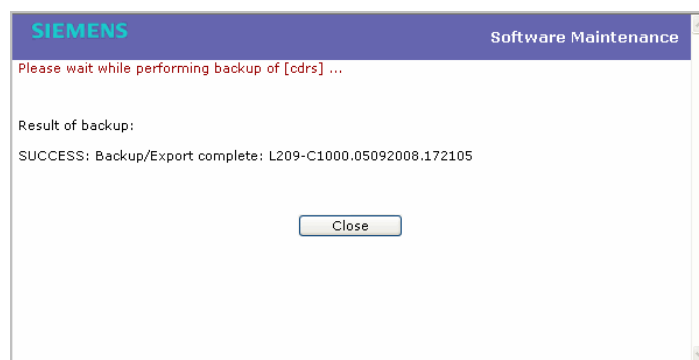 SIEMENS
Software Maintenance
Please wait while performing backup of [cdrs] ...
Result of backup:
SUCCESS: Backup/Export complete: L209-C1000.05092008.172105
Close